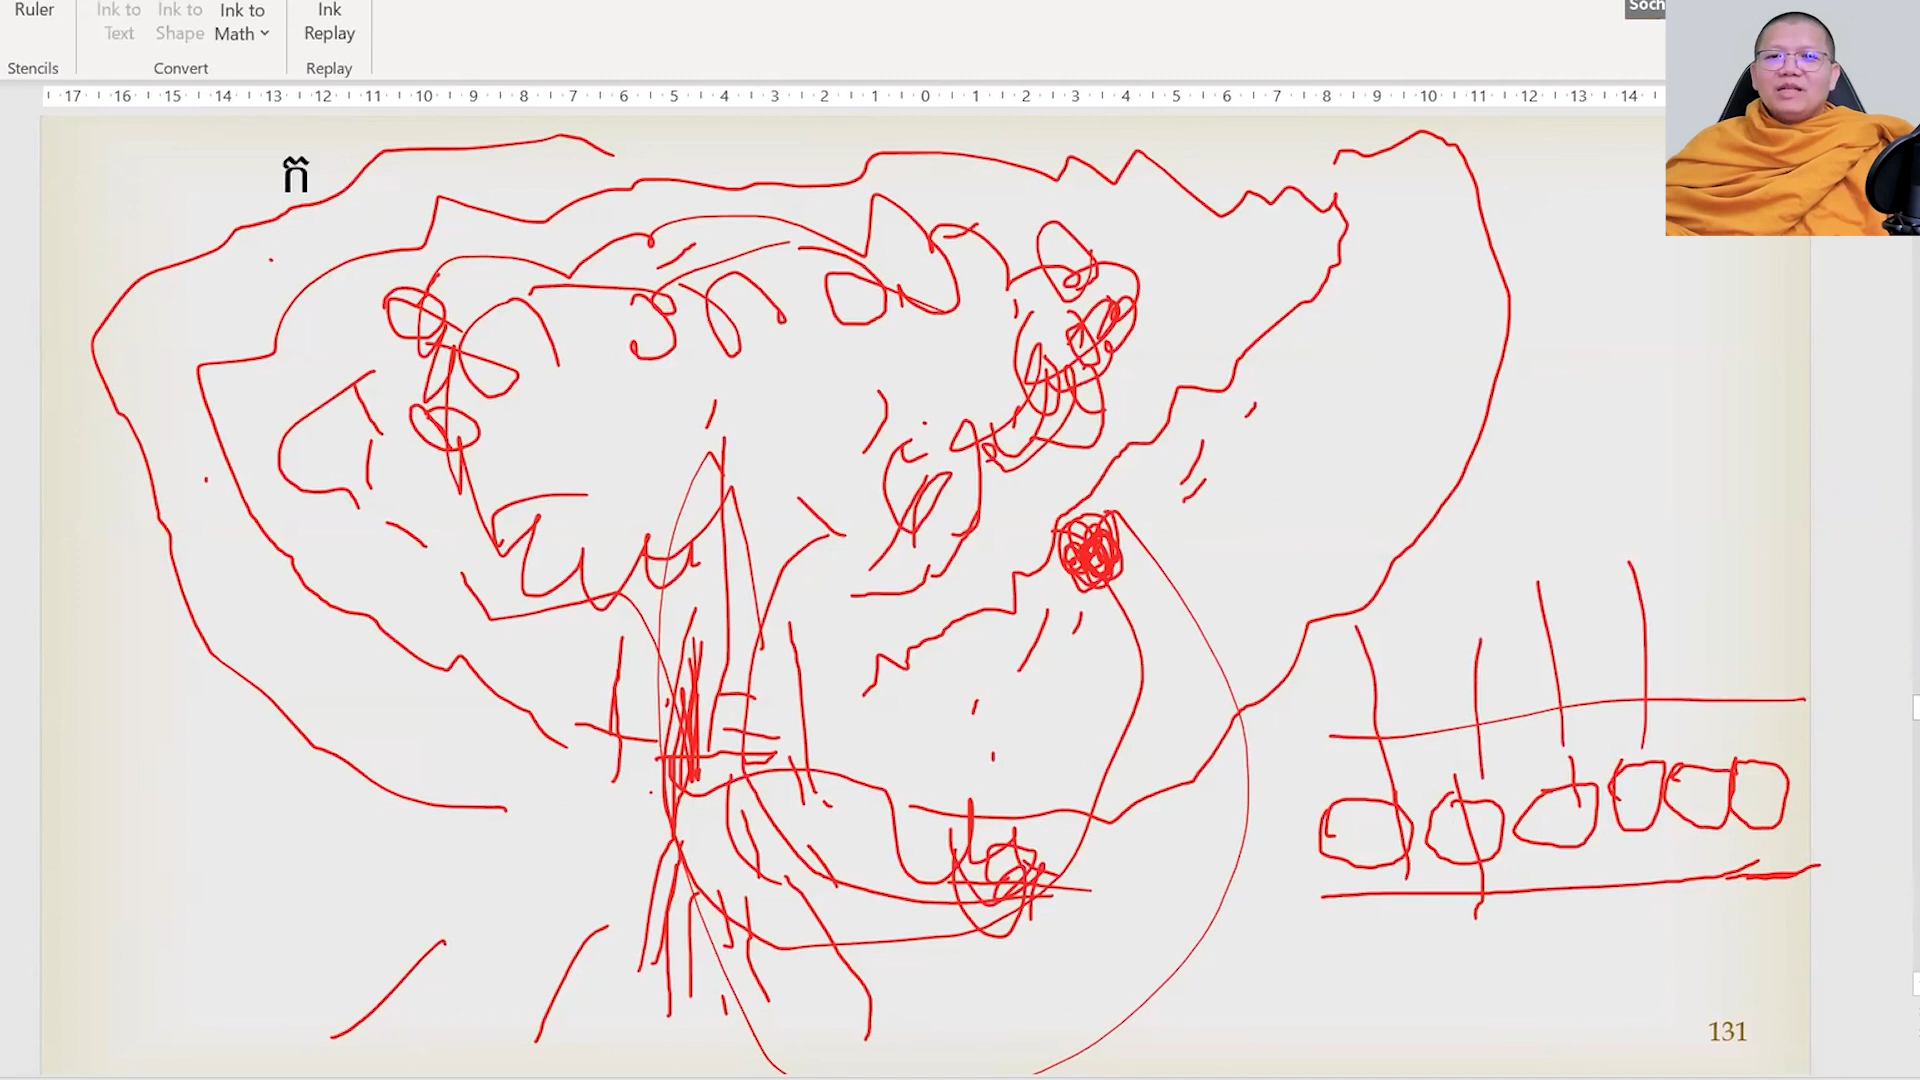 Ruler
Ink to Text
Ink to Shape
Ink to Math
Ink Replay
Stencils
Convert
Replay
Soch
17 16 15 14 13 12 11 10 9 8 7 6 5 4 3 2 1 0 1 2 3 4 5 6 7 8 9 10 11 12 13 14
ក៏
131